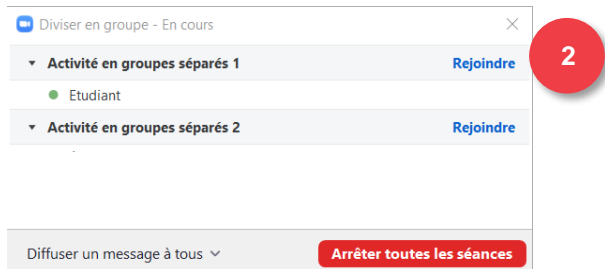 Diviser en groupe - En cours
Activité en groupes séparés 1 Rejoindre
2
Etudiant
Activité en groupes séparés 2 Rejoindre
Diffuser un message à tous
Arrêter toutes les séances